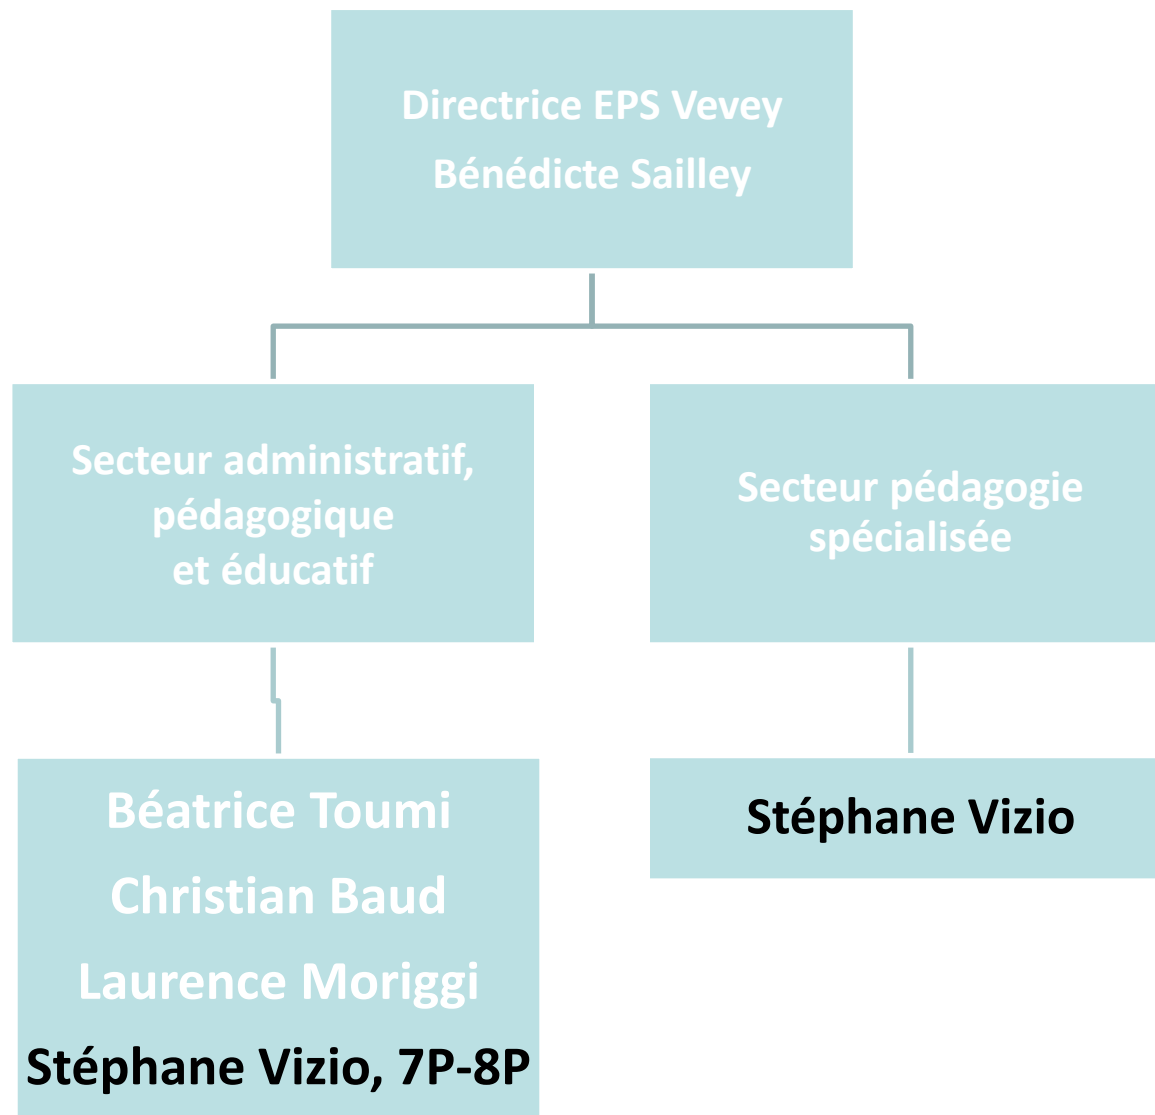 Directrice EPS Vevey
Bénédicte Sailley
Secteur administratif,
pédagogique
et éducatif
Secteur pédagogie
spécialisée
Béatrice Toumi
Christian Baud
Laurence Moriggi
Stéphane Vizio, 7P-8P
Stéphane Vizio